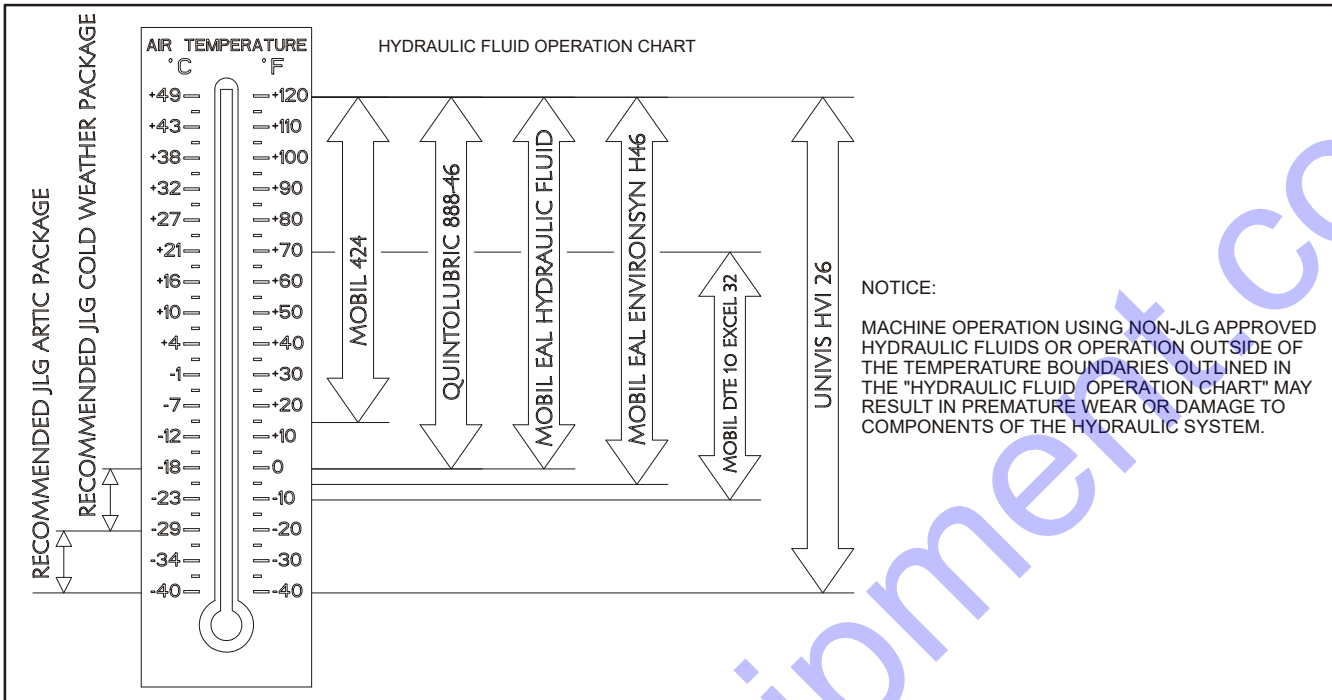 HYDRAULIC FLUID OPERATION CHART
AIR TEMPERATURE
°C °F
+49 +120
+43 +110
+38 +100
+32 +90
+27 +80
+21 +70
+16 +60
+10 +50
+4 +40
-1 +30
-7 +20
-12 +10
-18 0
-23 -10
-29 -20
-34 -30
-40 -40
RECOMMENDED JLG ARTIC PACKAGE
RECOMMENDED JLG COLD WEATHER PACKAGE
MOBIL 424
QUINTOLUBRIC 888-46
MOBIL EAL HYDRAULIC FLUID
MOBIL EAL ENVIRONSYN H46
MOBIL DTE 10 EXCEL 32
UNIVIS HVI 26
NOTICE:
MACHINE OPERATION USING NON-JLG APPROVED
HYDRAULIC FLUIDS OR OPERATION OUTSIDE OF
THE TEMPERATURE BOUNDARIES OUTLINED IN
THE "HYDRAULIC FLUID OPERATION CHART" MAY
RESULT IN PREMATURE WEAR OR DAMAGE TO
COMPONENTS OF THE HYDRAULIC SYSTEM.
ipment.co